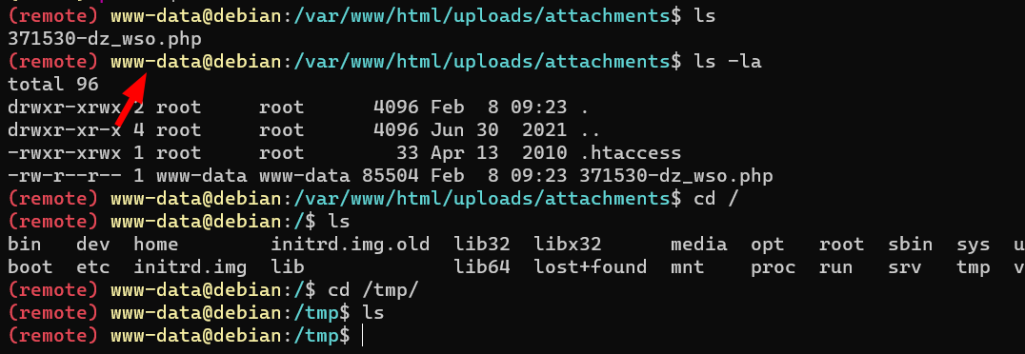 (remote) www-data@debian:/var/www/html/uploads/attachments$ ls
371530-dz_wso.php
(remote) www-data@debian:/var/www/html/uploads/attachments$ ls -la
total 96
drwxr-xrwx 2 root     root      4096 Feb  8 09:23 .
drwxr-xr-x 4 root     root      4096 Jun 30  2021 ..
-rwxr-xrwx 1 root     root        33 Apr 13  2010 .htaccess
-rw-r--r-- 1 www-data www-data 85504 Feb  8 09:23 371530-dz_wso.php
(remote) www-data@debian:/var/www/html/uploads/attachments$ cd /
(remote) www-data@debian:/$ ls
bin   dev  home        initrd.img.old  lib32  libx32      media  opt   root  sbin  sys  u
boot  etc  initrd.img  lib             lib64  lost+found  mnt    proc  run   srv   tmp  v
(remote) www-data@debian:/$ cd /tmp/
(remote) www-data@debian:/tmp$ ls
(remote) www-data@debian:/tmp$